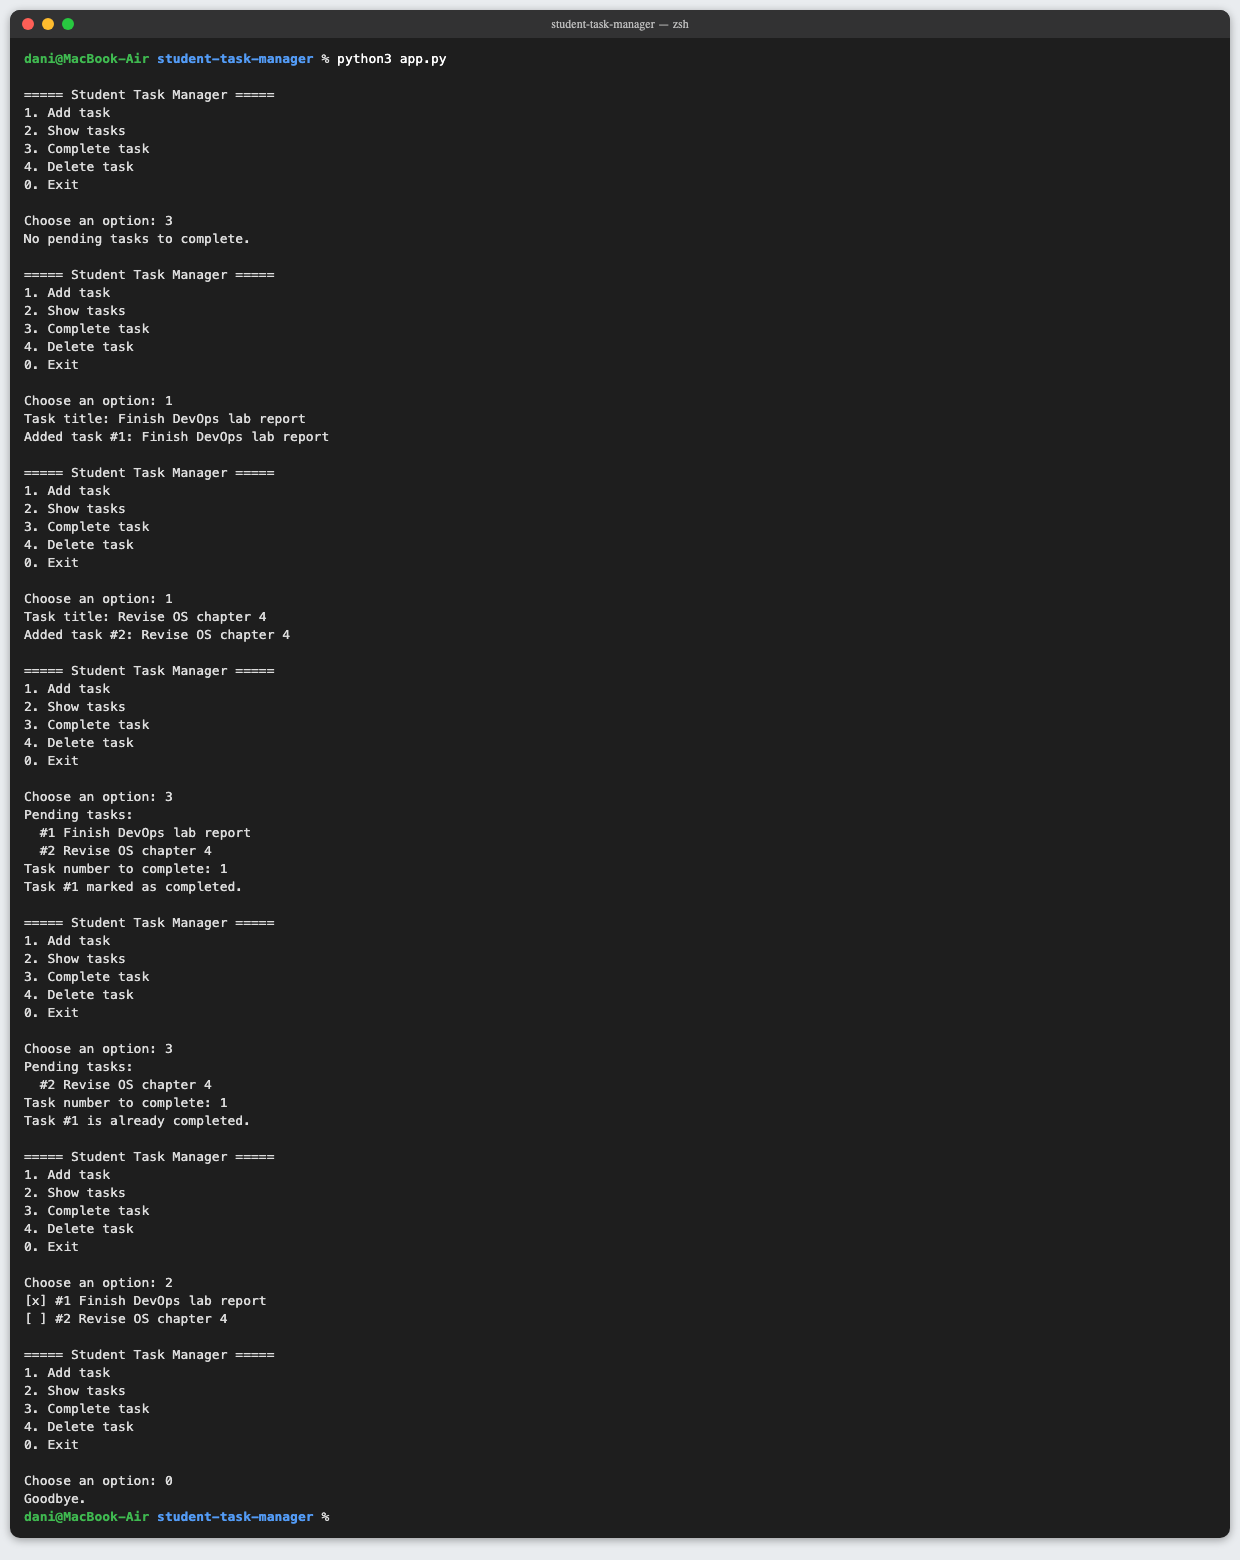 student-task-manager — zsh
dani@MacBook-Air student-task-manager % python3 app.py
===== Student Task Manager =====
1. Add task
2. Show tasks
3. Complete task
4. Delete task
0. Exit
Choose an option: 3
No pending tasks to complete.
===== Student Task Manager =====
1. Add task
2. Show tasks
3. Complete task
4. Delete task
0. Exit
Choose an option: 1
Task title: Finish DevOps lab report
Added task #1: Finish DevOps lab report
===== Student Task Manager =====
1. Add task
2. Show tasks
3. Complete task
4. Delete task
0. Exit
Choose an option: 1
Task title: Revise OS chapter 4
Added task #2: Revise OS chapter 4
===== Student Task Manager =====
1. Add task
2. Show tasks
3. Complete task
4. Delete task
0. Exit
Choose an option: 3
Pending tasks:
  #1 Finish DevOps lab report
  #2 Revise OS chapter 4
Task number to complete: 1
Task #1 marked as completed.
===== Student Task Manager =====
1. Add task
2. Show tasks
3. Complete task
4. Delete task
0. Exit
Choose an option: 3
Pending tasks:
  #2 Revise OS chapter 4
Task number to complete: 1
Task #1 is already completed.
===== Student Task Manager =====
1. Add task
2. Show tasks
3. Complete task
4. Delete task
0. Exit
Choose an option: 2
[x] #1 Finish DevOps lab report
[ ] #2 Revise OS chapter 4
===== Student Task Manager =====
1. Add task
2. Show tasks
3. Complete task
4. Delete task
0. Exit
Choose an option: 0
Goodbye.
dani@MacBook-Air student-task-manager %